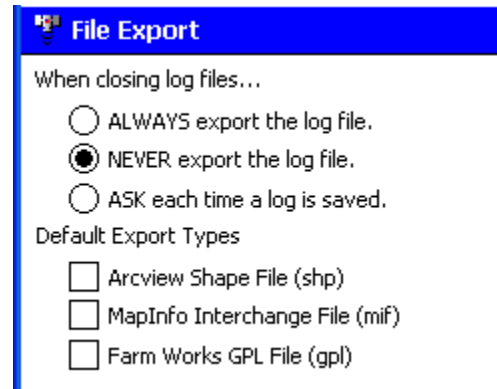 File Export
When closing log files...
ALWAYS export the log file.
NEVER export the log file.
ASK each time a log is saved.
Default Export Types
Arcview Shape File (shp)
MapInfo Interchange File (mif)
Farm Works GPL File (gpl)